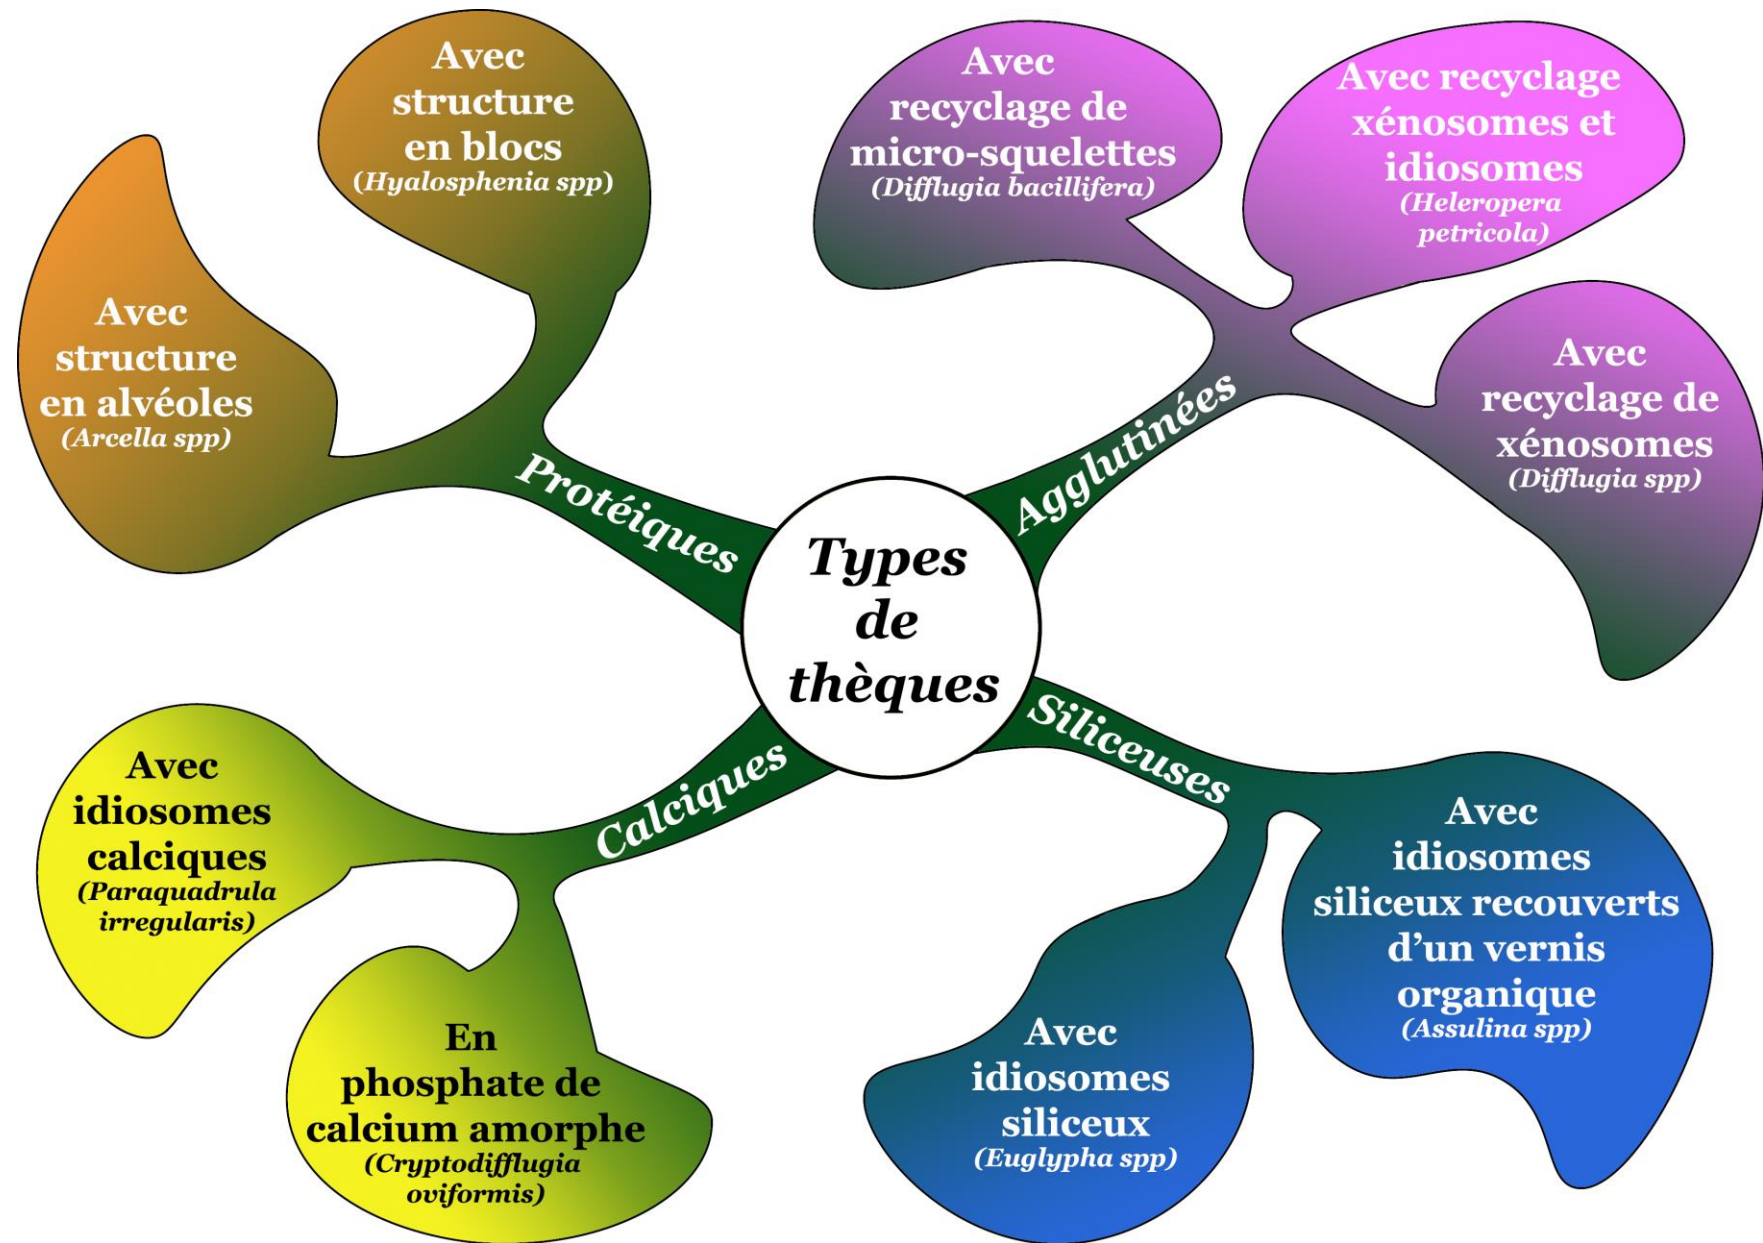 Types
de
thèques
Protéiques
Avec
structure
en alvéoles
(Arcella spp)
Avec
structure
en blocs
(Hyalosphenia spp)
Agglutinées
Avec
recyclage de
micro-squelettes
(Difflugia bacillifera)
Avec recyclage
xénosomes et
idiosomes
(Heleropera
petricola)
Avec
recyclage de
xénosomes
(Difflugia spp)
Calciques
Avec
idiosomes
calciques
(Paraquadrula
irregularis)
En
phosphate de
calcium amorphe
(Cryptodifflugia
oviformis)
Siliceuses
Avec
idiosomes
siliceux
(Euglypha spp)
Avec
idiosomes
siliceux recouverts
d’un vernis
organique
(Assulina spp)